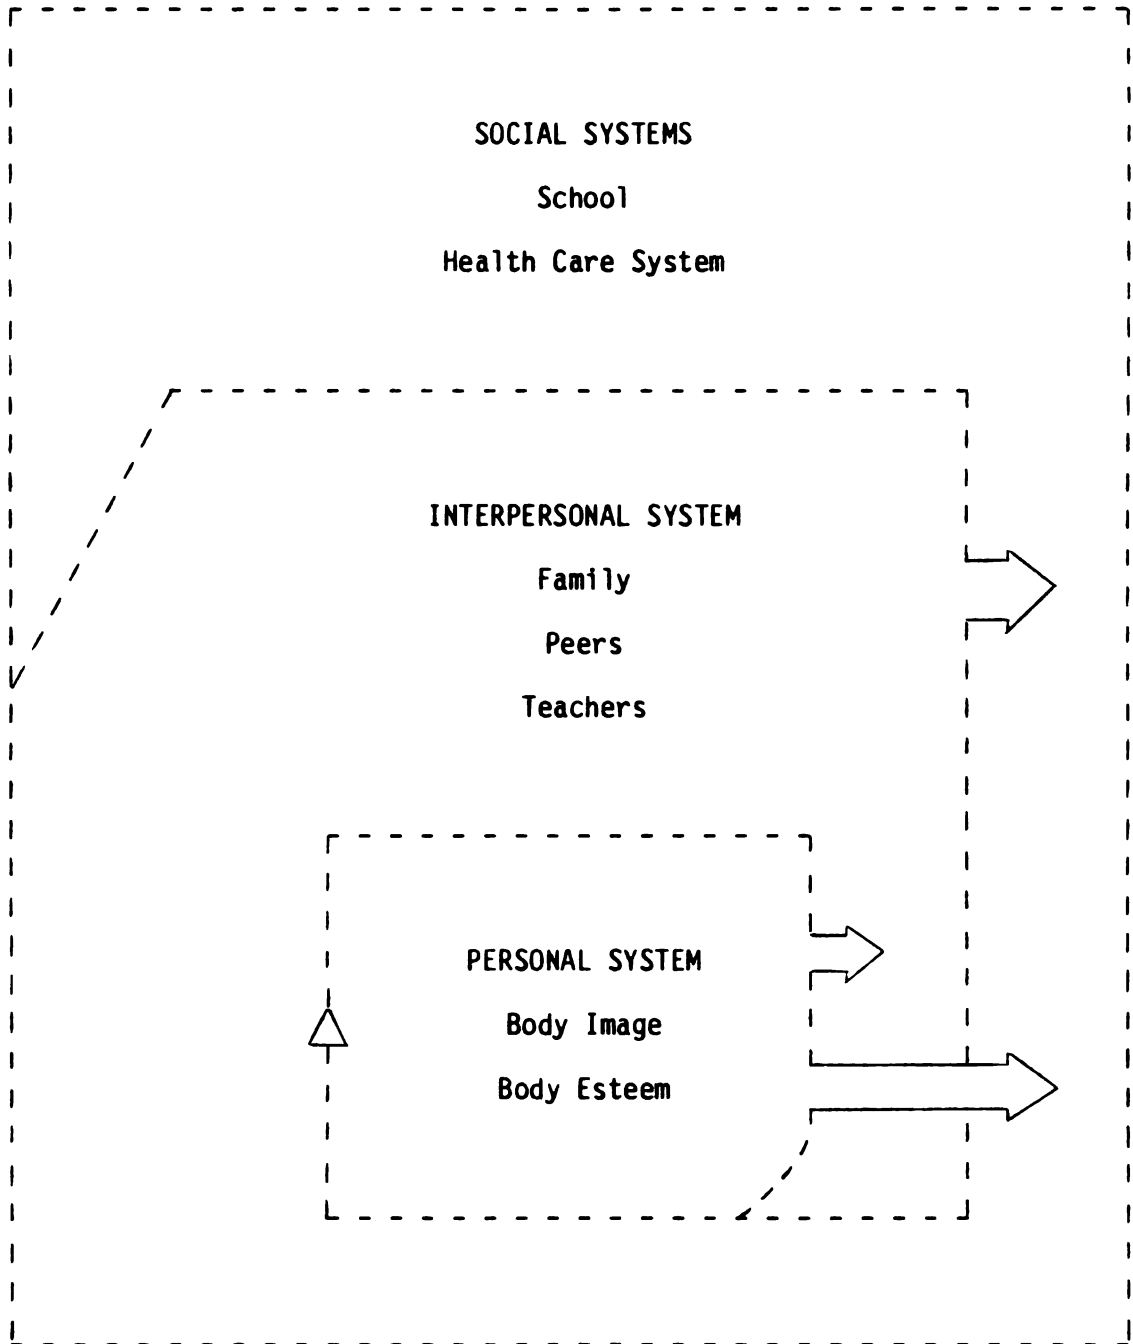 SOCIAL SYSTEMS
School
Health Care System
INTERPERSONAL SYSTEM
Family
Peers
Teachers
PERSONAL SYSTEM
Body Image
Body Esteem